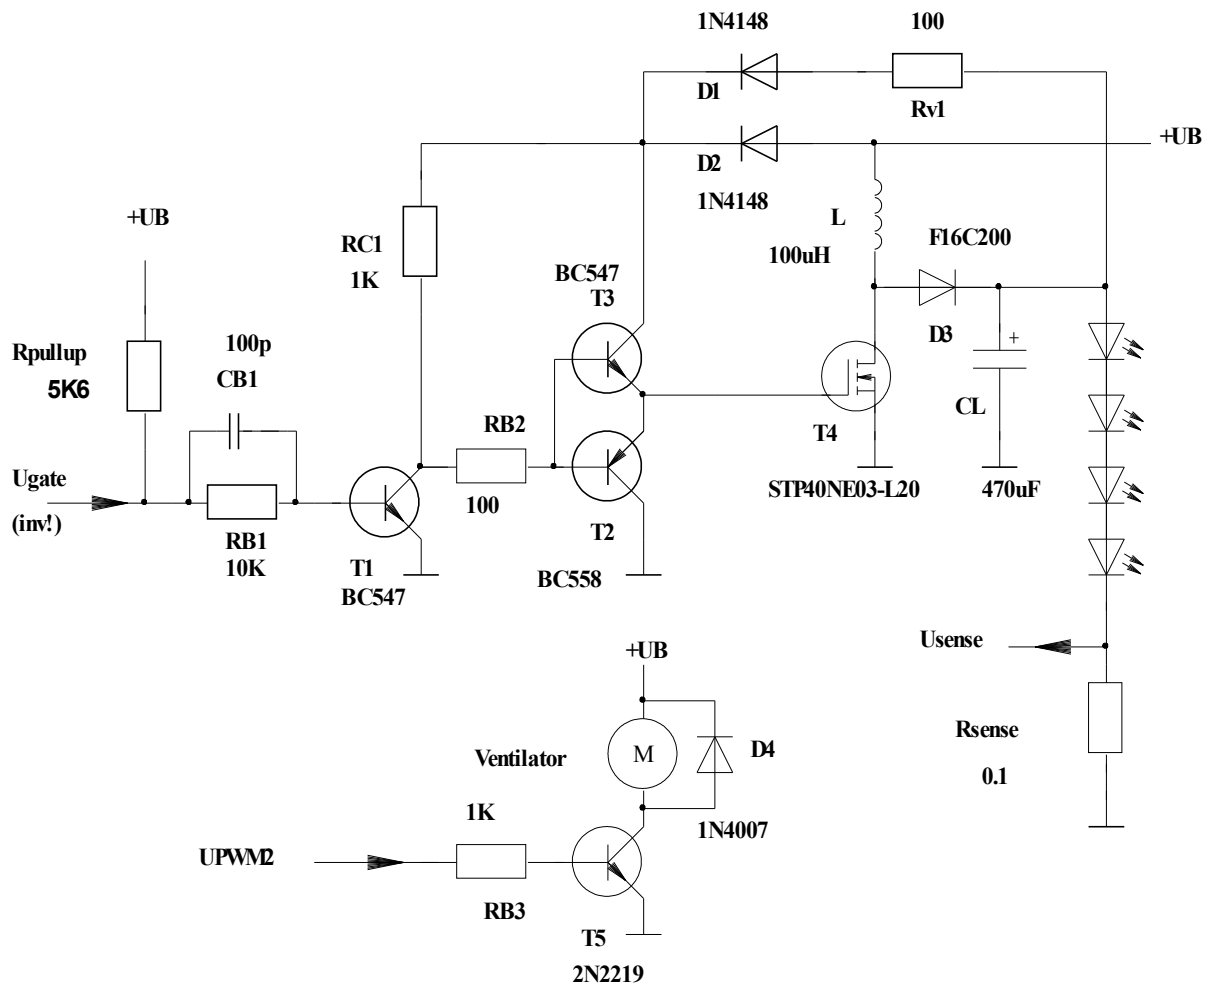 1N4148
100
D1
Rv1
+UB
D2
1N4148
+UB
L
100uH
F16C200
RC1
1K
BC547
T3
D3
+
Rpullup
5K6
100p
CB1
CL
T4
RB2
STP40NE03-L20
470uF
Ugate
(inv!)
100
RB1
10K
T1
BC547
T2
BC558
Usense
+UB
Ventilator
M
D4
Rsense
0.1
1K
1N4007
UPWM2
RB3
T5
2N2219